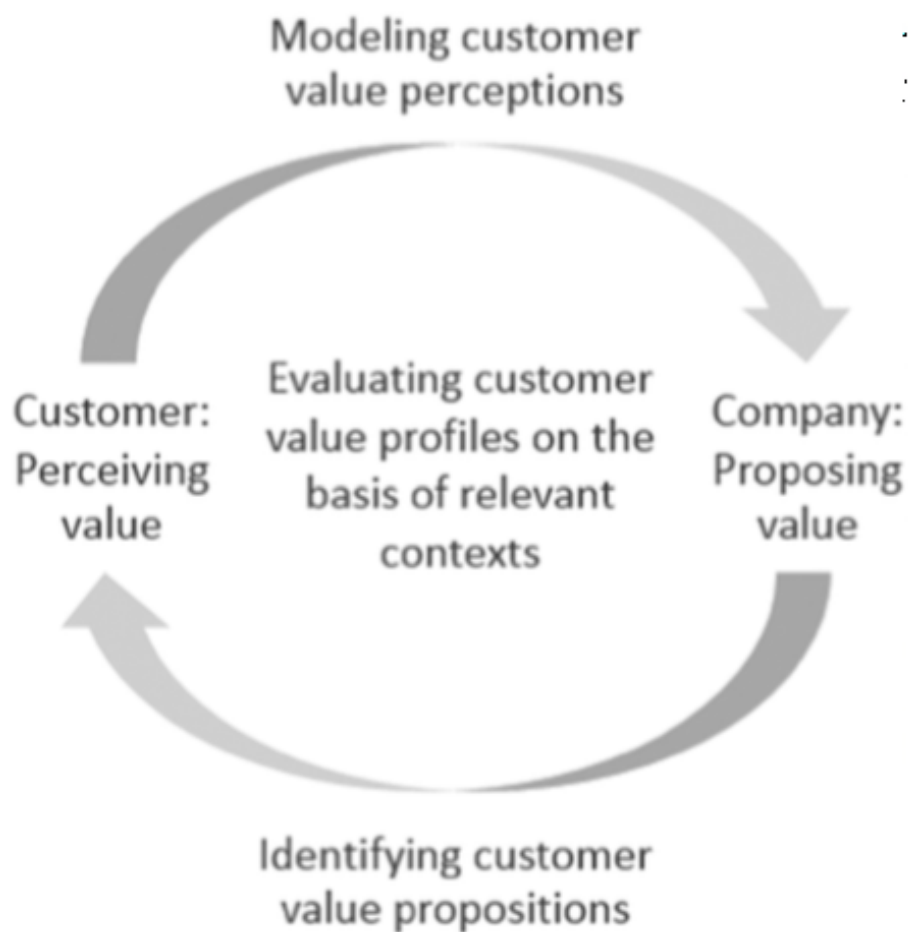 Modeling customer
value perceptions
Customer:
Perceiving
value
Evaluating customer
value profiles on the
basis of relevant
contexts
Company:
Proposing
value
Identifying customer
value propositions